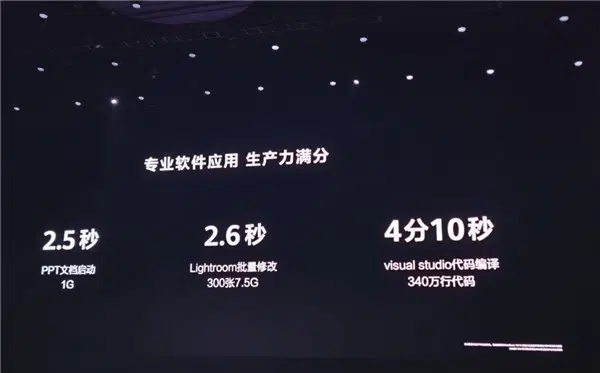 专业软件应用 生产力满分
2.5秒
PPT文档启动
1G
2.6秒
Lightroom批量修改
300张7.5G
4分10秒
visual studio代码编译
340万行代码